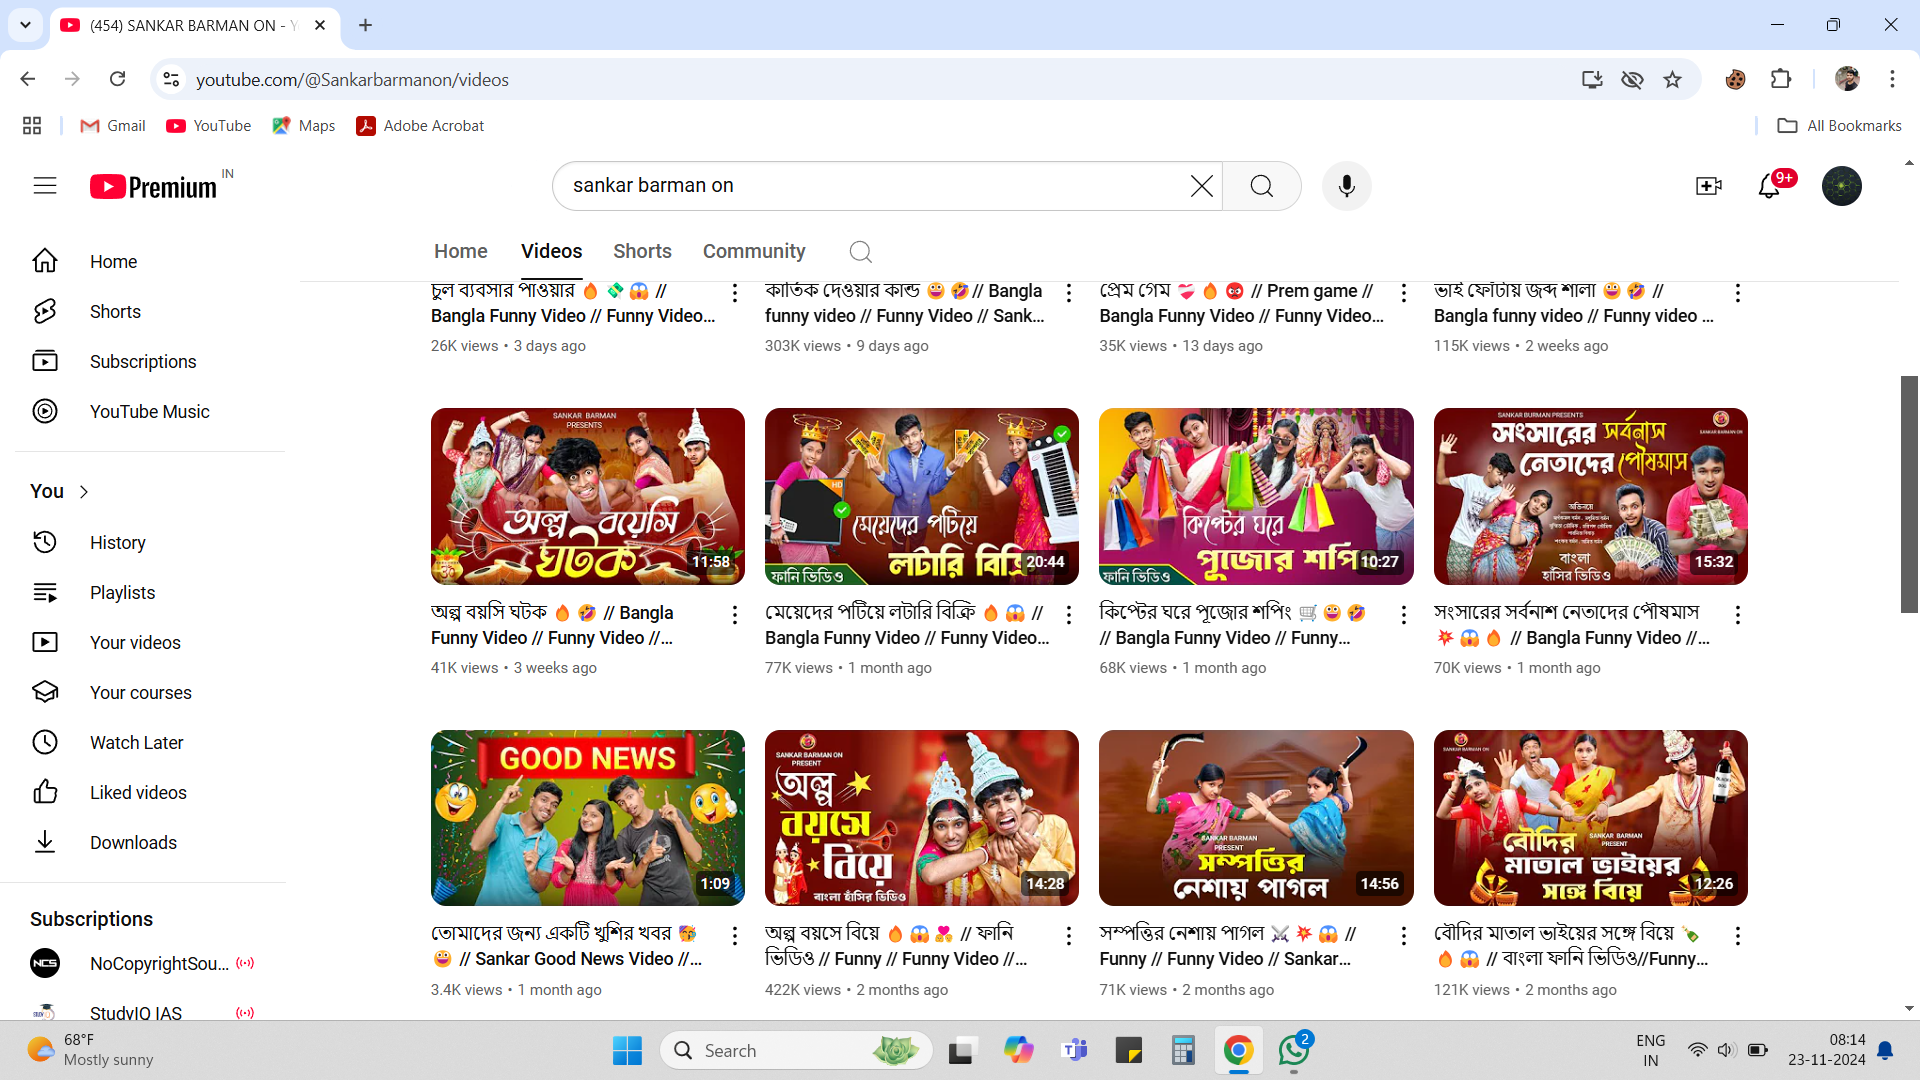 (454) SANKAR BARMAN ON - Y
youtube.com/@Sankarbarmanon/videos
Gmail
YouTube
Maps
Adobe Acrobat
All Bookmarks
Premium
IN
sankar barman on
9+
Home
Videos
Shorts
Community
Home
Shorts
Subscriptions
YouTube Music
You
History
Playlists
Your videos
Your courses
Watch Later
Liked videos
Downloads
Subscriptions
NoCopyrightSou...
StudyIQ IAS
চুল ব্যবসার পাওয়ার 🔥 💸 😱 //
Bangla Funny Video // Funny Video...
26K views • 3 days ago
কার্তিক দেওয়ার কান্ড 😀 🤣 // Bangla
funny video // Funny Video // Sank...
303K views • 9 days ago
প্রেম গেম 💝 🔥 😡 // Prem game //
Bangla Funny Video // Funny Video...
35K views • 13 days ago
ভাই ফোঁটায় জব্দ শালা 😀 🤣 //
Bangla funny video // Funny video ...
115K views • 2 weeks ago
SANKAR BARMAN
PRESENTS
অল্প বয়েসি
ঘটক
11:58
অল্প বয়সি ঘটক 🔥 🤣 // Bangla
Funny Video // Funny Video //...
41K views • 3 weeks ago
HD
মেয়েদের পটিয়ে
লটারি বিক্রি
ফানি ভিডিও
20:44
মেয়েদের পটিয়ে লটারি বিক্রি 🔥 😱 //
Bangla Funny Video // Funny Video...
77K views • 1 month ago
কিপ্টের ঘরে
পূজোর শপিং
ফানি ভিডিও
10:27
কিপ্টের ঘরে পূজোর শপিং 🛒 😀 🤣
// Bangla Funny Video // Funny...
68K views • 1 month ago
SANKAR BURMAN PRESENTS
SANKAR BARMAN ON
সংসারের সর্বনাস
নেতাদের পৌষমাস
অভিনয়ে
বাংলা
হাঁসির ভিডিও
15:32
সংসারের সর্বনাশ নেতাদের পৌষমাস
💥 😱 🔥 // Bangla Funny Video //...
70K views • 1 month ago
GOOD NEWS
1:09
তোমাদের জন্য একটি খুশির খবর 🥳
😀 // Sankar Good News Video //...
3.4K views • 1 month ago
SANKAR BARMAN ON
PRESENT
অল্প
বয়সে
বিয়ে
বাংলা হাঁসির ভিডিও
14:28
অল্প বয়সে বিয়ে 🔥 😱 💑 // ফানি
ভিডিও // Funny // Funny Video //...
422K views • 2 months ago
SANKAR BARMAN
PRESENT
সম্পত্তির
নেশায় পাগল
14:56
সম্পত্তির নেশায় পাগল ⚔️ 💥 😱 //
Funny // Funny Video // Sankar...
71K views • 2 months ago
SANKAR BARMAN ON
বৌদির
SANKAR BARMAN
PRESENT
মাতাল ভাইয়ের
সঙ্গে বিয়ে
12:26
বৌদির মাতাল ভাইয়ের সঙ্গে বিয়ে 🍾
🔥 😱 // বাংলা ফানি ভিডিও//Funny...
121K views • 2 months ago
68°F
Mostly sunny
Search
2
ENG
IN
08:14
23-11-2024